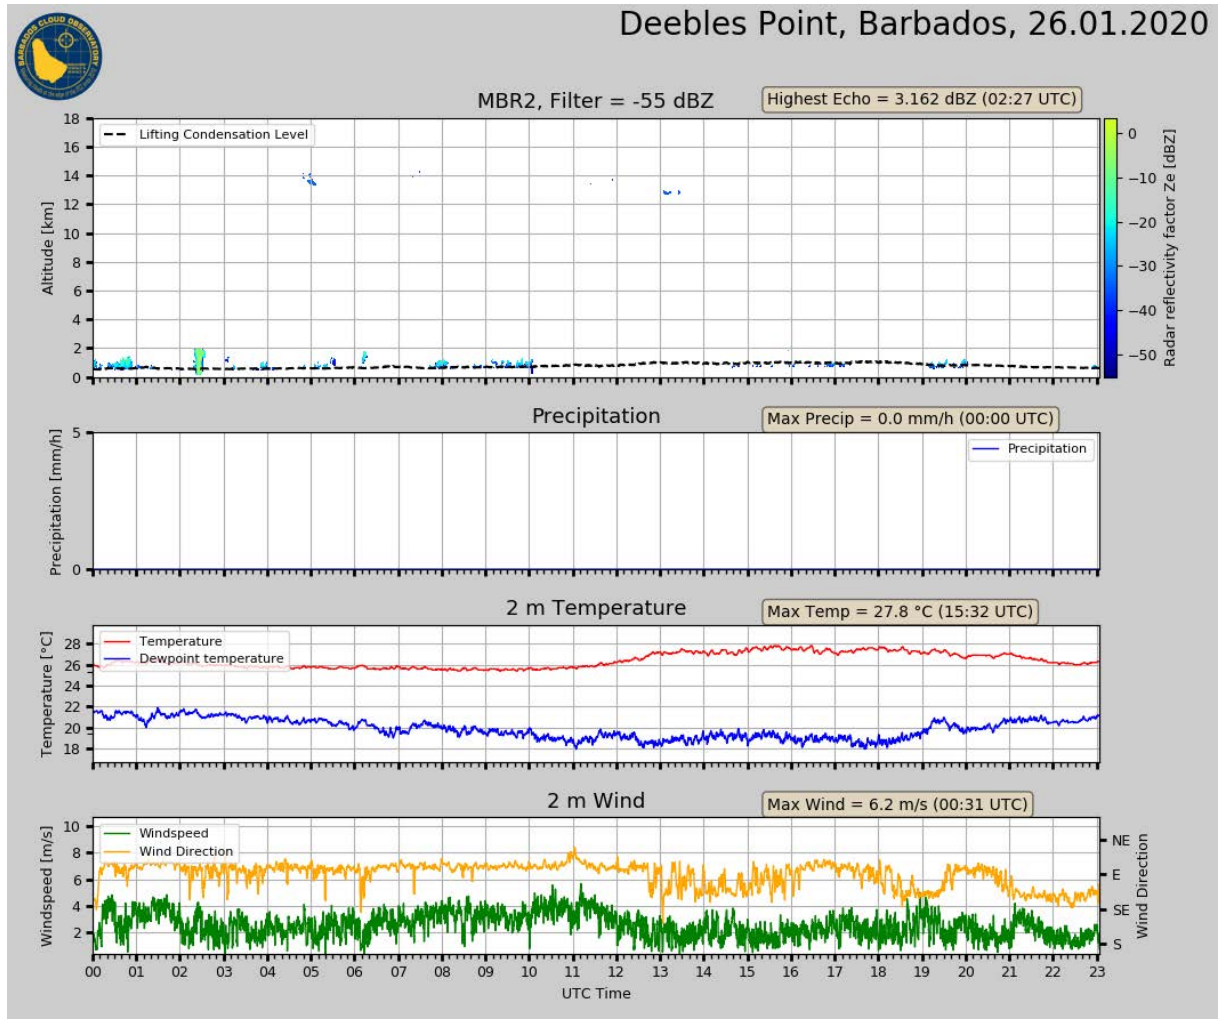 Deebles Point, Barbados, 26.01.2020
BARBADOS CLOUD OBSERVATORY
MBR2, Filter = -55 dBZ
Highest Echo = 3.162 dBZ (02:27 UTC)
Lifting Condensation Level
Altitude [km]
18
16
14
12
10
8
6
4
2
0
0
−10
−20
−30
−40
−50
Radar reflectivity factor Ze [dBZ]
Precipitation
Max Precip = 0.0 mm/h (00:00 UTC)
Precipitation
Precipitation [mm/h]
5
0
2 m Temperature
Max Temp = 27.8 °C (15:32 UTC)
Temperature
Dewpoint temperature
Temperature [°C]
28
26
24
22
20
18
2 m Wind
Max Wind = 6.2 m/s (00:31 UTC)
Windspeed
Wind Direction
Windspeed [m/s]
10
8
6
4
2
NE
E
SE
S
Wind Direction
00 01 02 03 04 05 06 07 08 09 10 11 12 13 14 15 16 17 18 19 20 21 22 23
UTC Time